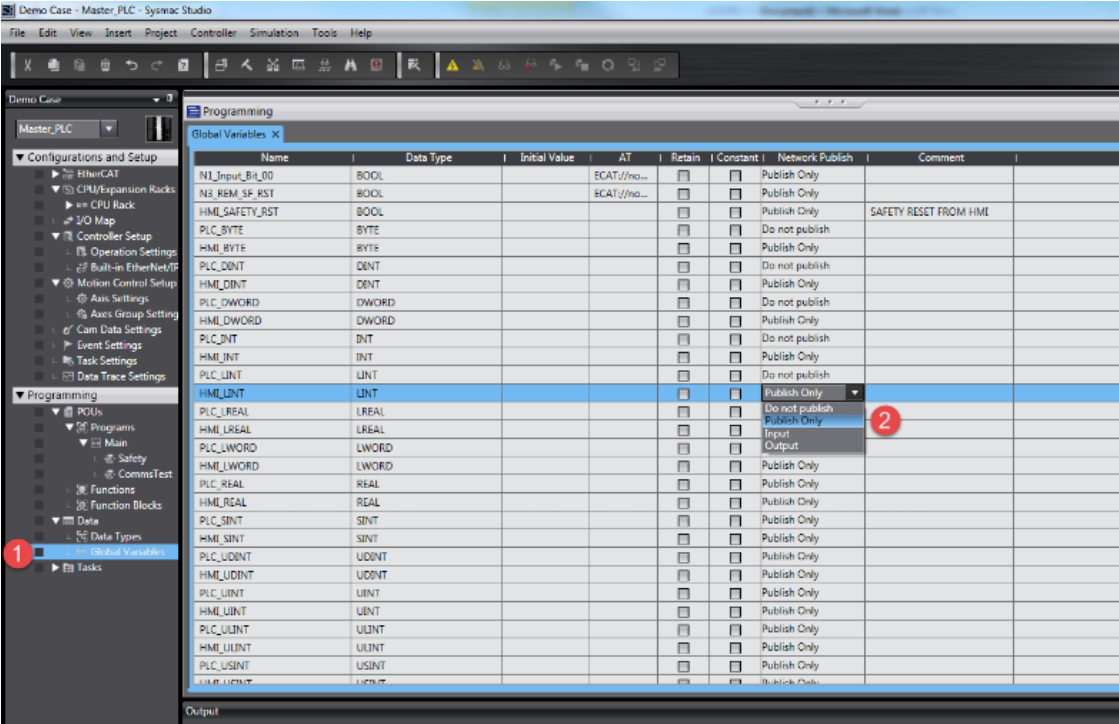 Demo Case - Master_PLC - Sysmac Studio
File Edit View Insert Project Controller Simulation Tools Help
Demo Case
Master_PLC
Configurations and Setup
EtherCAT
CPU/Expansion Racks
CPU Rack
I/O Map
Controller Setup
Operation Settings
Built-in EtherNet/IP
Motion Control Setup
Axis Settings
Axes Group Setting
Cam Data Settings
Event Settings
Task Settings
Data Trace Settings
Programming
POUs
Programs
Main
Safety
CommsTest
Functions
Function Blocks
Data
Data Types
1
Global Variables
Tasks
Programming
Global Variables X
Name Data Type Initial Value AT Retain Constant Network Publish Comment
N1_Input_Bit_00 BOOL ECAT://no... Publish Only
N3_REM_SF_RST BOOL ECAT://no... Publish Only
HMI_SAFETY_RST BOOL Publish Only SAFETY RESET FROM HMI
PLC_BYTE BYTE Do not publish
HMI_BYTE BYTE Publish Only
PLC_DINT DINT Do not publish
HMI_DINT DINT Publish Only
PLC_DWORD DWORD Do not publish
HMI_DWORD DWORD Publish Only
PLC_INT INT Do not publish
HMI_INT INT Publish Only
PLC_LINT LINT Do not publish
HMI_LINT LINT Publish Only
PLC_LREAL LREAL Do not publish
HMI_LREAL LREAL Publish Only
2
Input
PLC_LWORD LWORD Output
HMI_LWORD LWORD Publish Only
PLC_REAL REAL Publish Only
HMI_REAL REAL Publish Only
PLC_SINT SINT Publish Only
HMI_SINT SINT Publish Only
PLC_UDINT UDINT Publish Only
HMI_UDINT UDINT Publish Only
PLC_UINT UINT Publish Only
HMI_UINT UINT Publish Only
PLC_ULINT ULINT Publish Only
HMI_ULINT ULINT Publish Only
PLC_USINT USINT Publish Only
HMI_USINT USINT Publish Only
Output